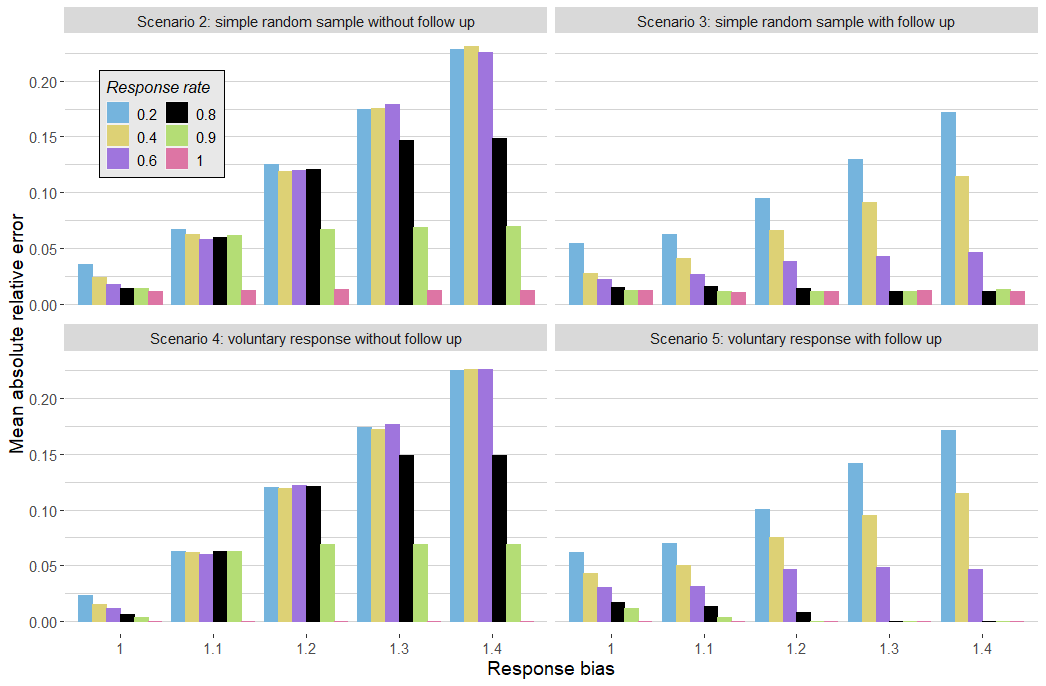 Scenario 2: simple random sample without follow up
Scenario 3: simple random sample with follow up
Response rate
0.2 0.8
0.4 0.9
0.6 1
0.20
0.15
0.10
0.05
0.00
Mean absolute relative error
Scenario 4: voluntary response without follow up
Scenario 5: voluntary response with follow up
0.20
0.15
0.10
0.05
0.00
1 1.1 1.2 1.3 1.4
1 1.1 1.2 1.3 1.4
Response bias